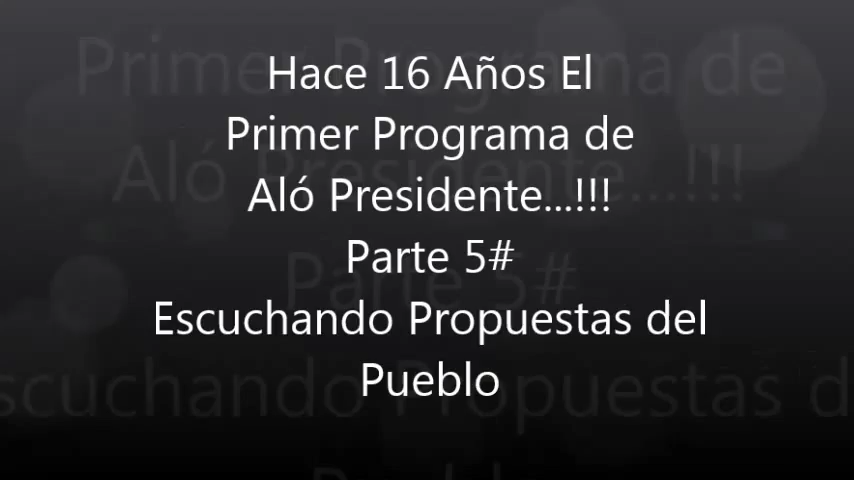 Hace 16 Años El
Primer Programa de
Aló Presidente...!!!
Parte 5#
Escuchando Propuestas del
Pueblo